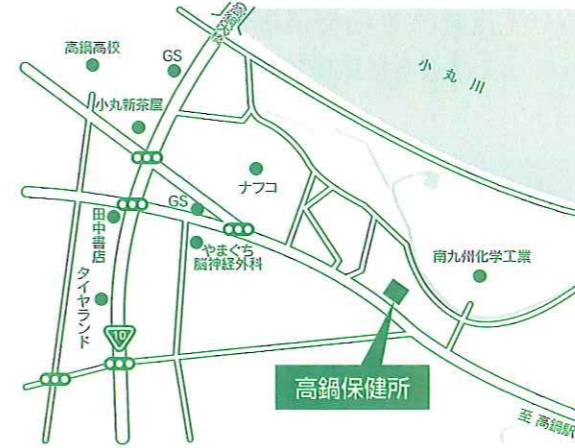 高鍋高校
GS
小丸新茶屋
小丸川
ナフコ
GS
田中書店
やまぐち
脳神経外科
南九州化学工業
タイヤランド
10
高鍋保健所
至 高鍋駅